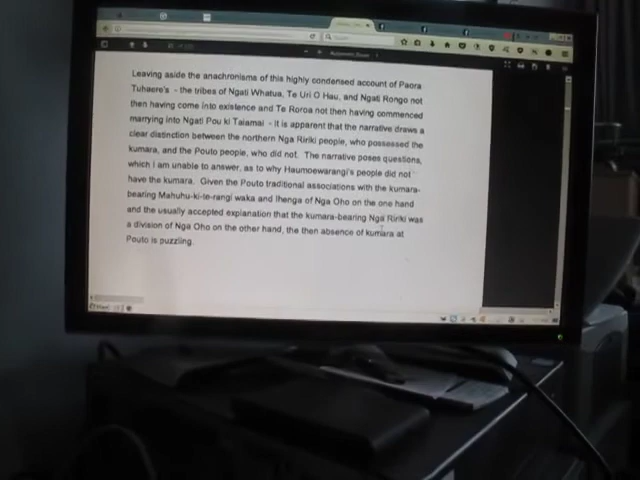 Leaving aside the anachronisms of this highly condensed account of Paora
Tuhaere's - the tribes of Ngati Whatua, Te Uri O Hau, and Ngati Rongo not
then having come into existence and Te Roroa not then having commenced
marrying into Ngati Pou ki Taiamai - it is apparent that the narrative draws a
clear distinction between the northern Nga Ririki people, who possessed the
kumara, and the Pouto people, who did not. The narrative poses questions,
which I am unable to answer, as to why Haumoewarangi's people did not
have the kumara. Given the Pouto traditional associations with the kumara-
bearing Mahuhu-ki-te-rangi waka and Ihenga of Nga Oho on the one hand
and the usually accepted explanation that the kumara-bearing Nga Ririki was
a division of Nga Oho on the other hand, the then absence of kumara at
Pouto is puzzling.